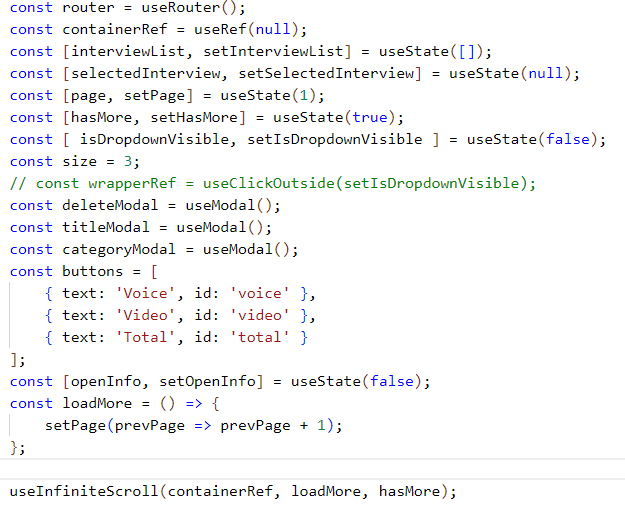 const router = useRouter();
const containerRef = useRef(null);
const [interviewList, setInterviewList] = useState([]);
const [selectedInterview, setSelectedInterview] = useState(null);
const [page, setPage] = useState(1);
const [hasMore, setHasMore] = useState(true);
const [ isDropdownVisible, setIsDropdownVisible ] = useState(false);
const size = 3;
// const wrapperRef = useClickOutside(setIsDropdownVisible);
const deleteModal = useModal();
const titleModal = useModal();
const categoryModal = useModal();
const buttons = [
    { text: 'Voice', id: 'voice' },
    { text: 'Video', id: 'video' },
    { text: 'Total', id: 'total' }
];
const [openInfo, setOpenInfo] = useState(false);
const loadMore = () => {
    setPage(prevPage => prevPage + 1);
};
useInfiniteScroll(containerRef, loadMore, hasMore);